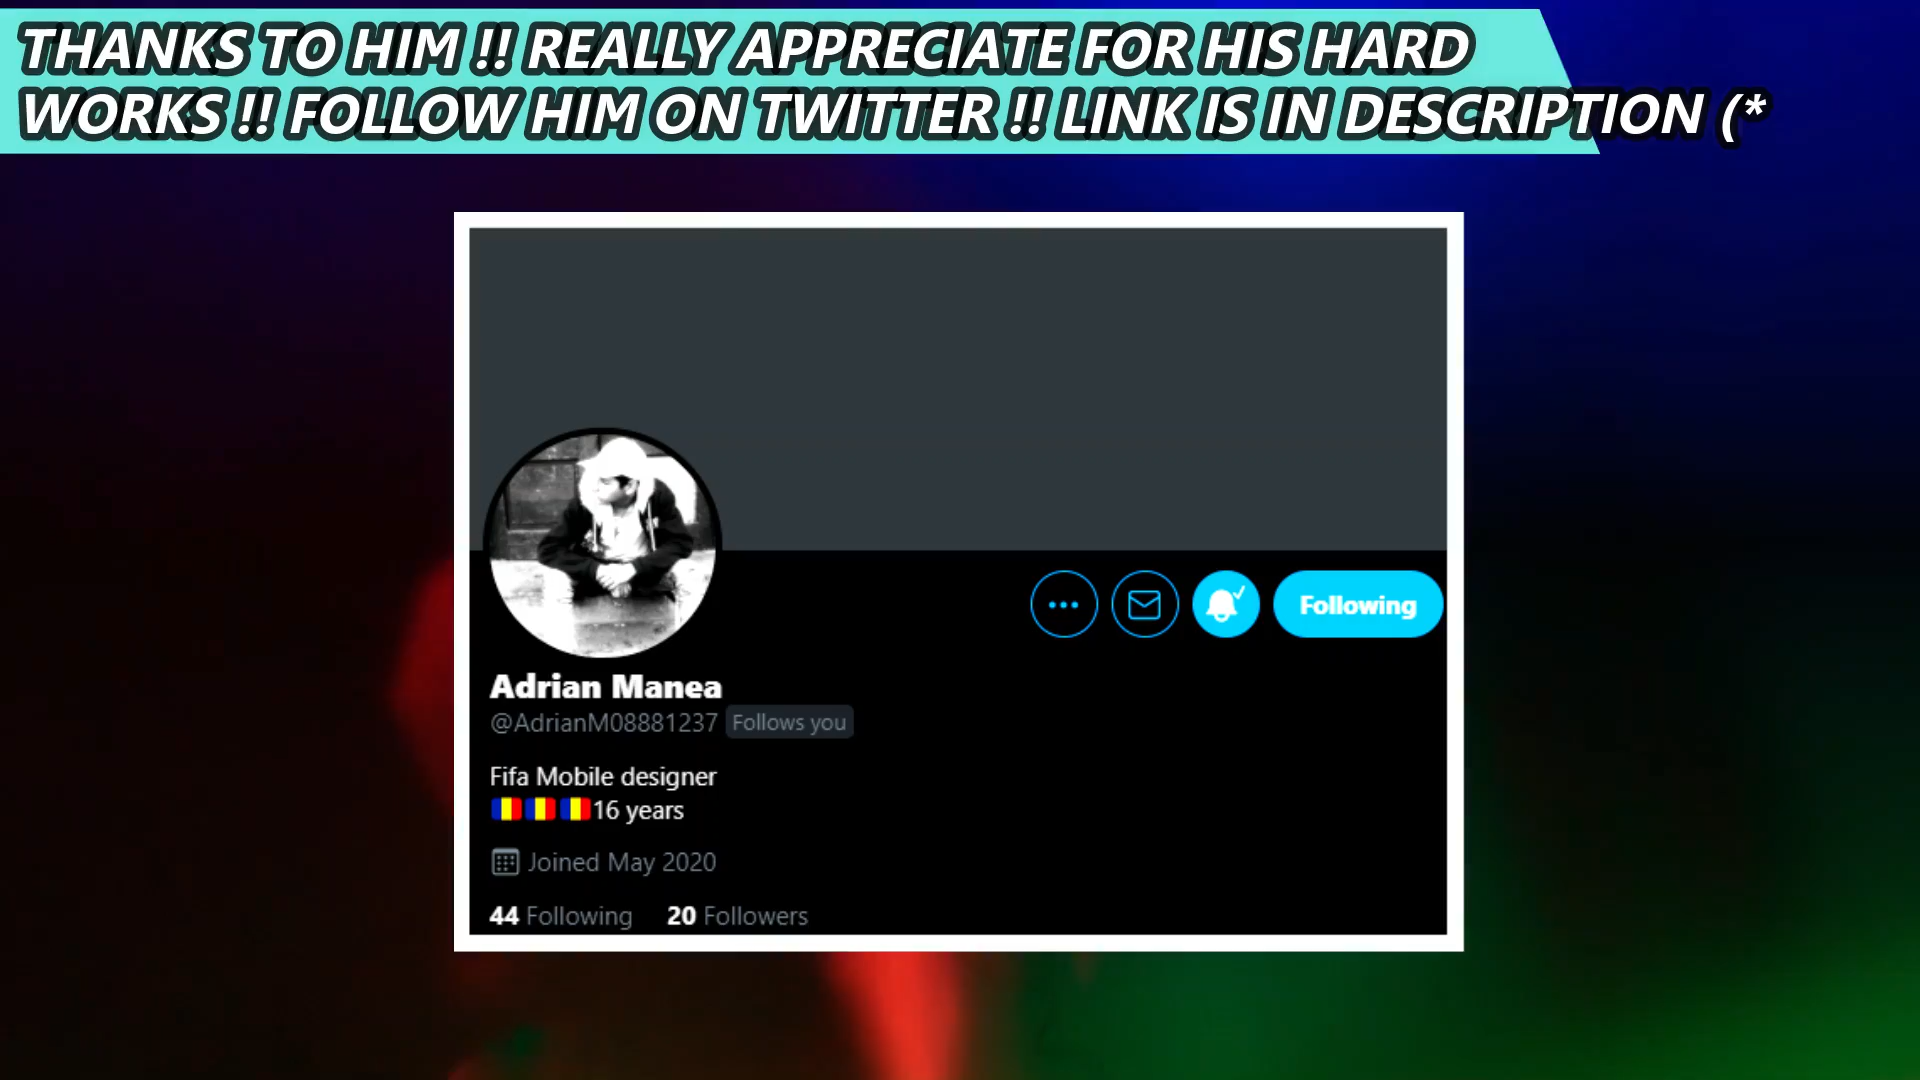 THANKS TO HIM !! REALLY APPRECIATE FOR HIS HARD
WORKS !! FOLLOW HIM ON TWITTER !! LINK IS IN DESCRIPTION (*
Following
Adrian Manea
@AdrianM08881237 Follows you
Fifa Mobile designer
🇷🇴🇷🇴🇷🇴16 years
Joined May 2020
44 Following 20 Followers